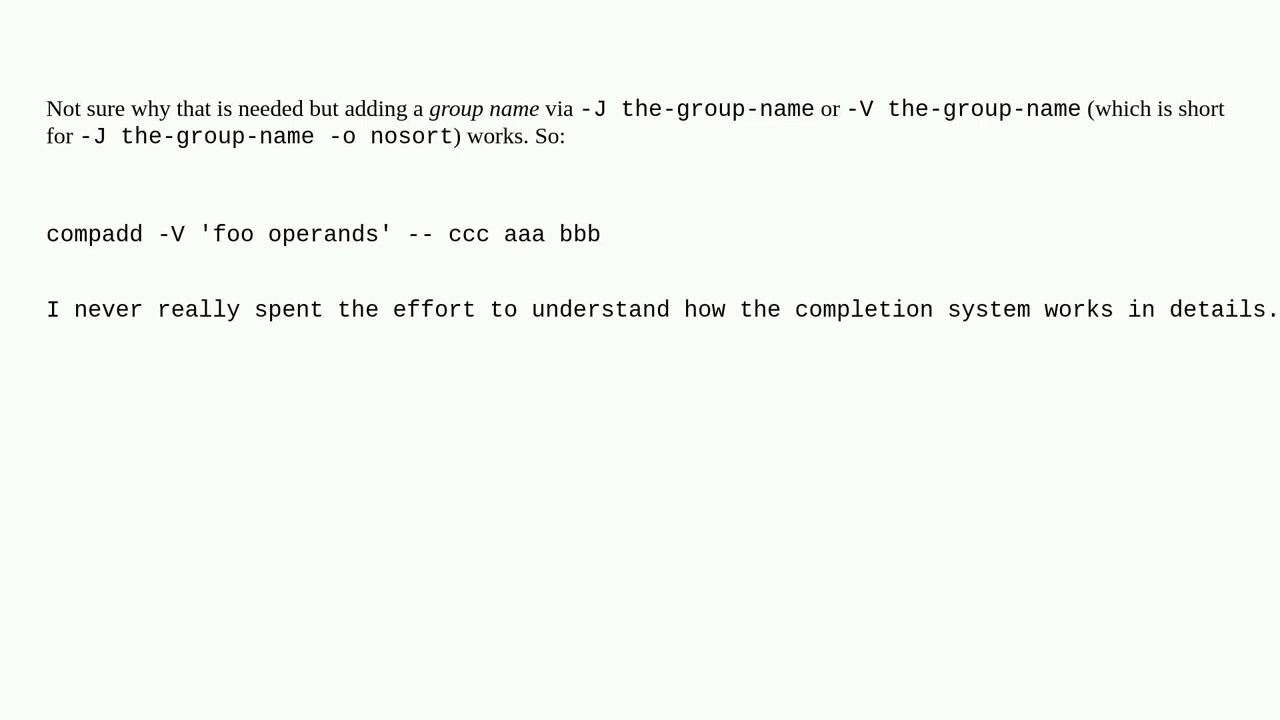 Not sure why that is needed but adding a group name via -J the-group-name or -V the-group-name (which is short
for -J the-group-name -o nosort) works. So:
compadd -V 'foo operands' -- ccc aaa bbb
I never really spent the effort to understand how the completion system works in details.